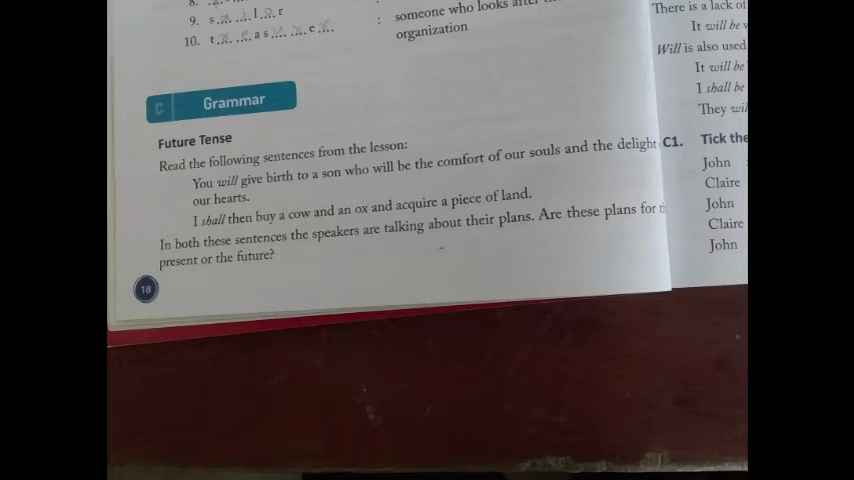 8.
9. s a i l o r
: someone who looks after
10. t r e a s u r e r
organization
C Grammar
Future Tense
Read the following sentences from the lesson:
You will give birth to a son who will be the comfort of our souls and the delight
our hearts.
I shall then buy a cow and an ox and acquire a piece of land.
In both these sentences the speakers are talking about their plans. Are these plans for
present or the future?
18
There is a lack of
It will be
Will is also used
It will be
I shall be
They will
C1. Tick the
John
Claire
John
Claire
John